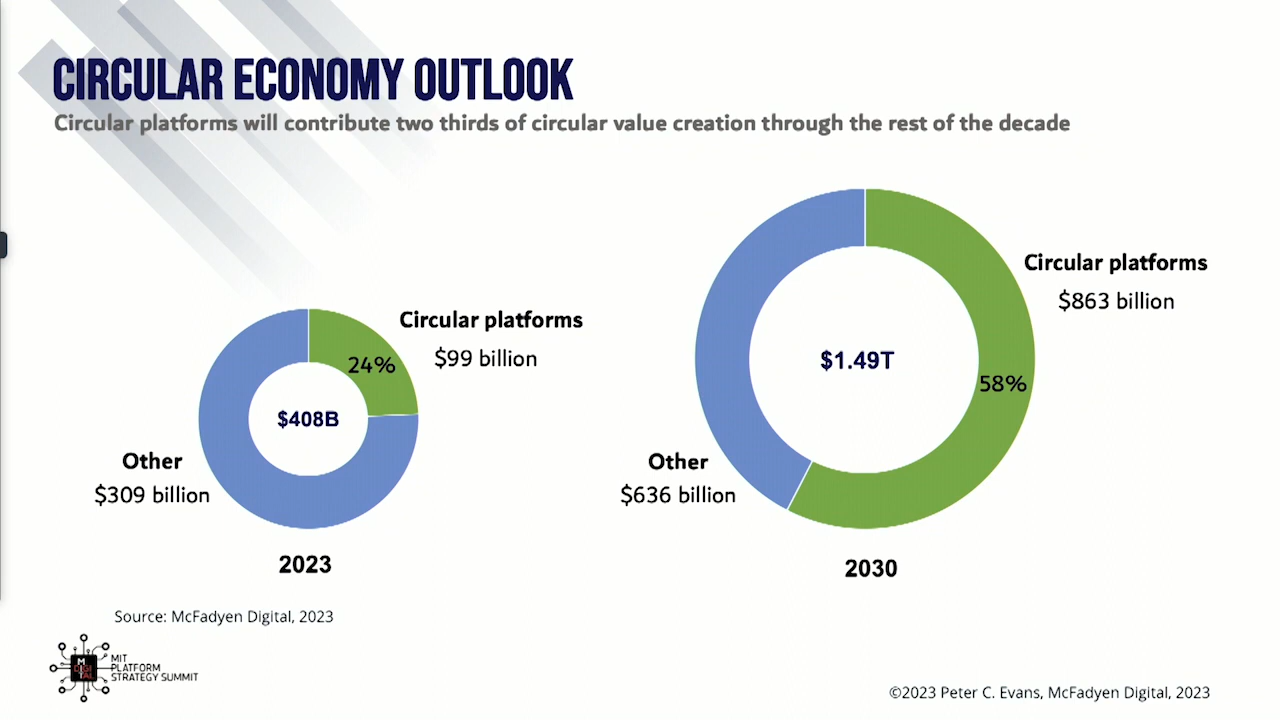 CIRCULAR ECONOMY OUTLOOK
Circular platforms will contribute two thirds of circular value creation through the rest of the decade
Circular platforms
$99 billion
24%
$408B
Other
$309 billion
2023
Circular platforms
$863 billion
$1.49T
58%
Other
$636 billion
2030
Source: McFadyen Digital, 2023
MIT
PLATFORM
STRATEGY SUMMIT
©2023 Peter C. Evans, McFadyen Digital, 2023